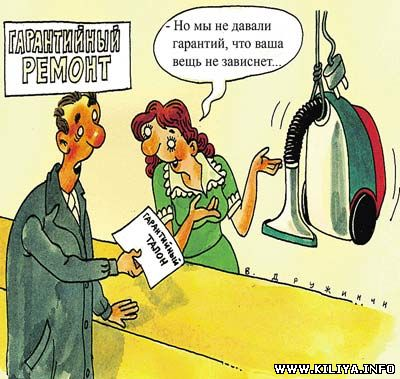 ГАРАНТИЙНЫЙ
РЕМОНТ
- Но мы не давали
гарантий, что ваша
вещь не зависнет...
ГАРАНТИЙНЫЙ
ТАЛОН
В. ДРУЖИНИН
WWW.KILIYA.INFO